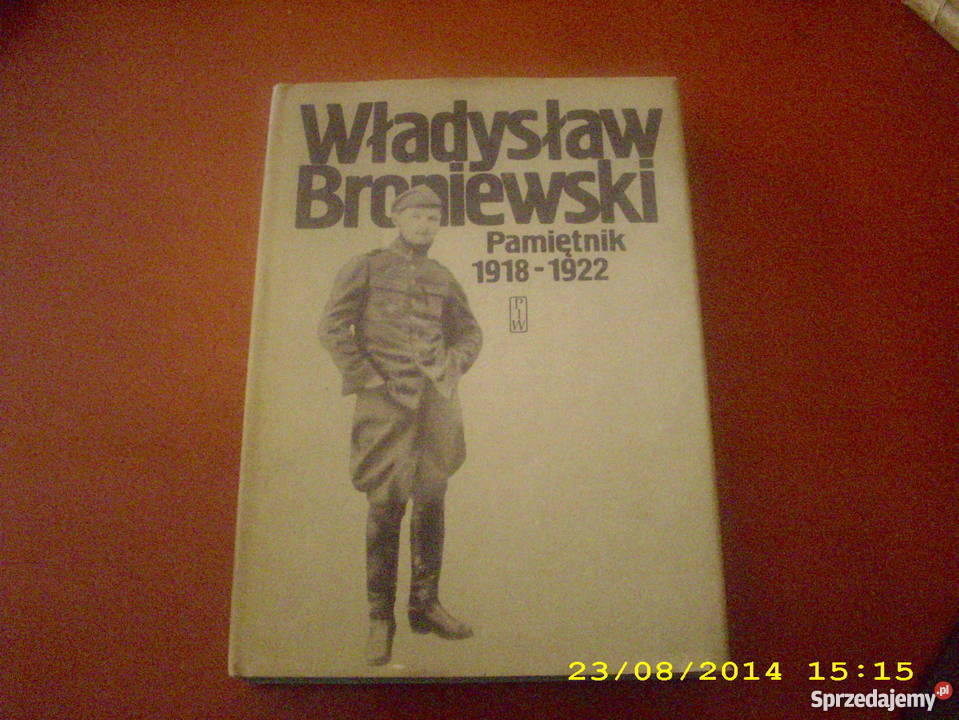 Władysław
Broniewski
Pamiętnik
1918-1922
PIW
23/08/2014 15:15
Sprzedajemy.pl